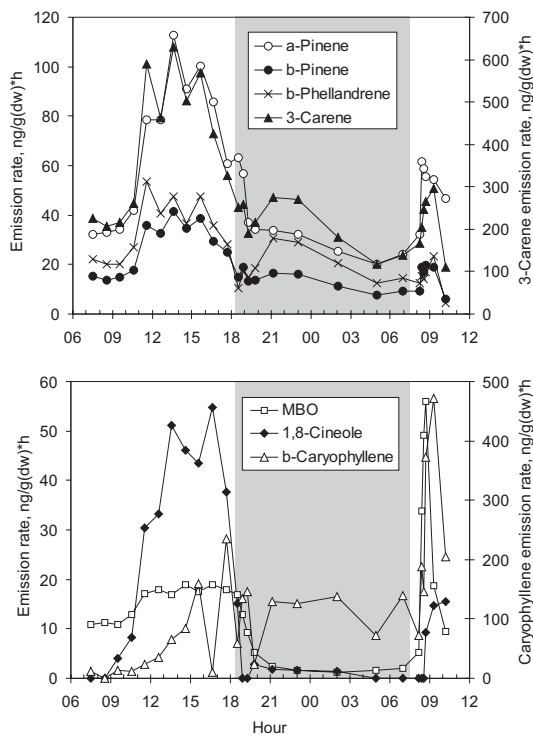 120
100
80
60
40
20
0
700
600
500
400
300
200
100
0
Emission rate, ng/g(dw)*h
3-Carene emission rate, ng/g(dw)*h
a-Pinene
b-Pinene
b-Phellandrene
3-Carene
06 09 12 15 18 21 00 03 06 09 12
60
50
40
30
20
10
0
500
400
300
200
100
0
Emission rate, ng/g(dw)*h
Caryophyllene emission rate, ng/g(dw)*h
MBO
1,8-Cineole
b-Caryophyllene
06 09 12 15 18 21 00 03 06 09 12
Hour